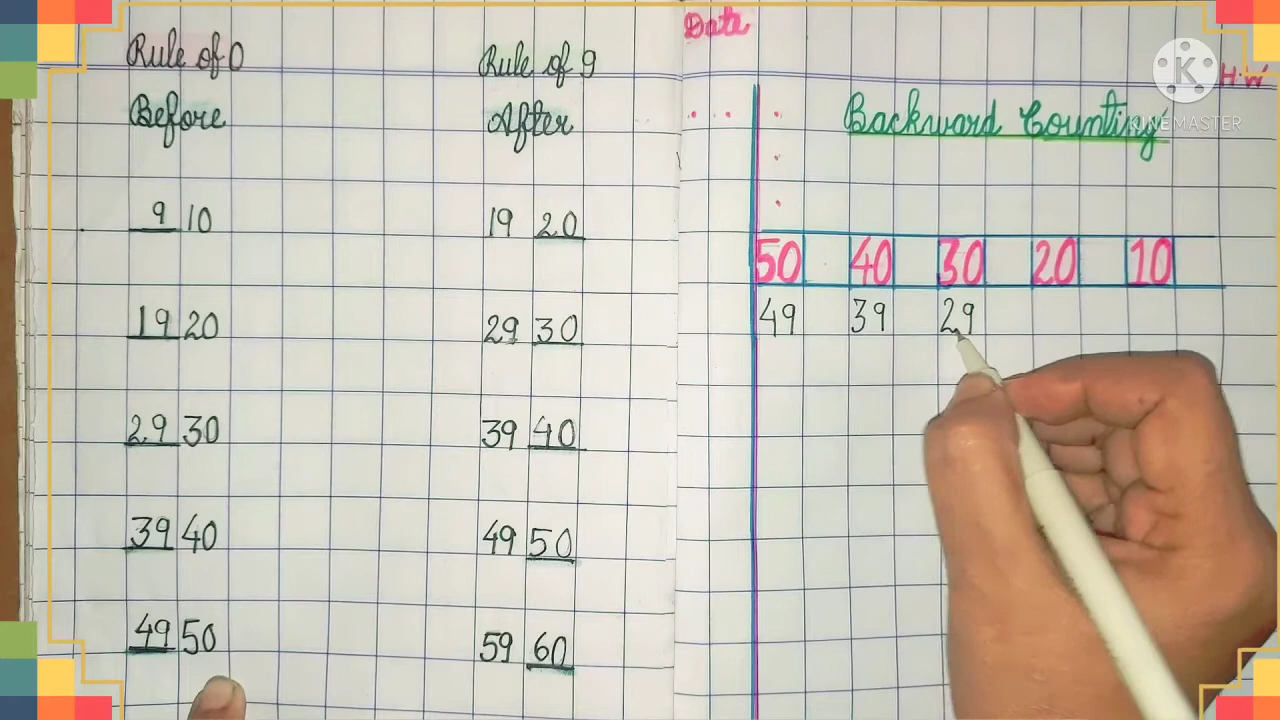 Rule of 0
Before
9 10
19 20
29 30
39 40
49 50
Rule of 9
After
19 20
29 30
39 40
49 50
59 60
Date
H.W
Backward Counting
50 40 30 20 10
49 39 29
K
KINEMASTER